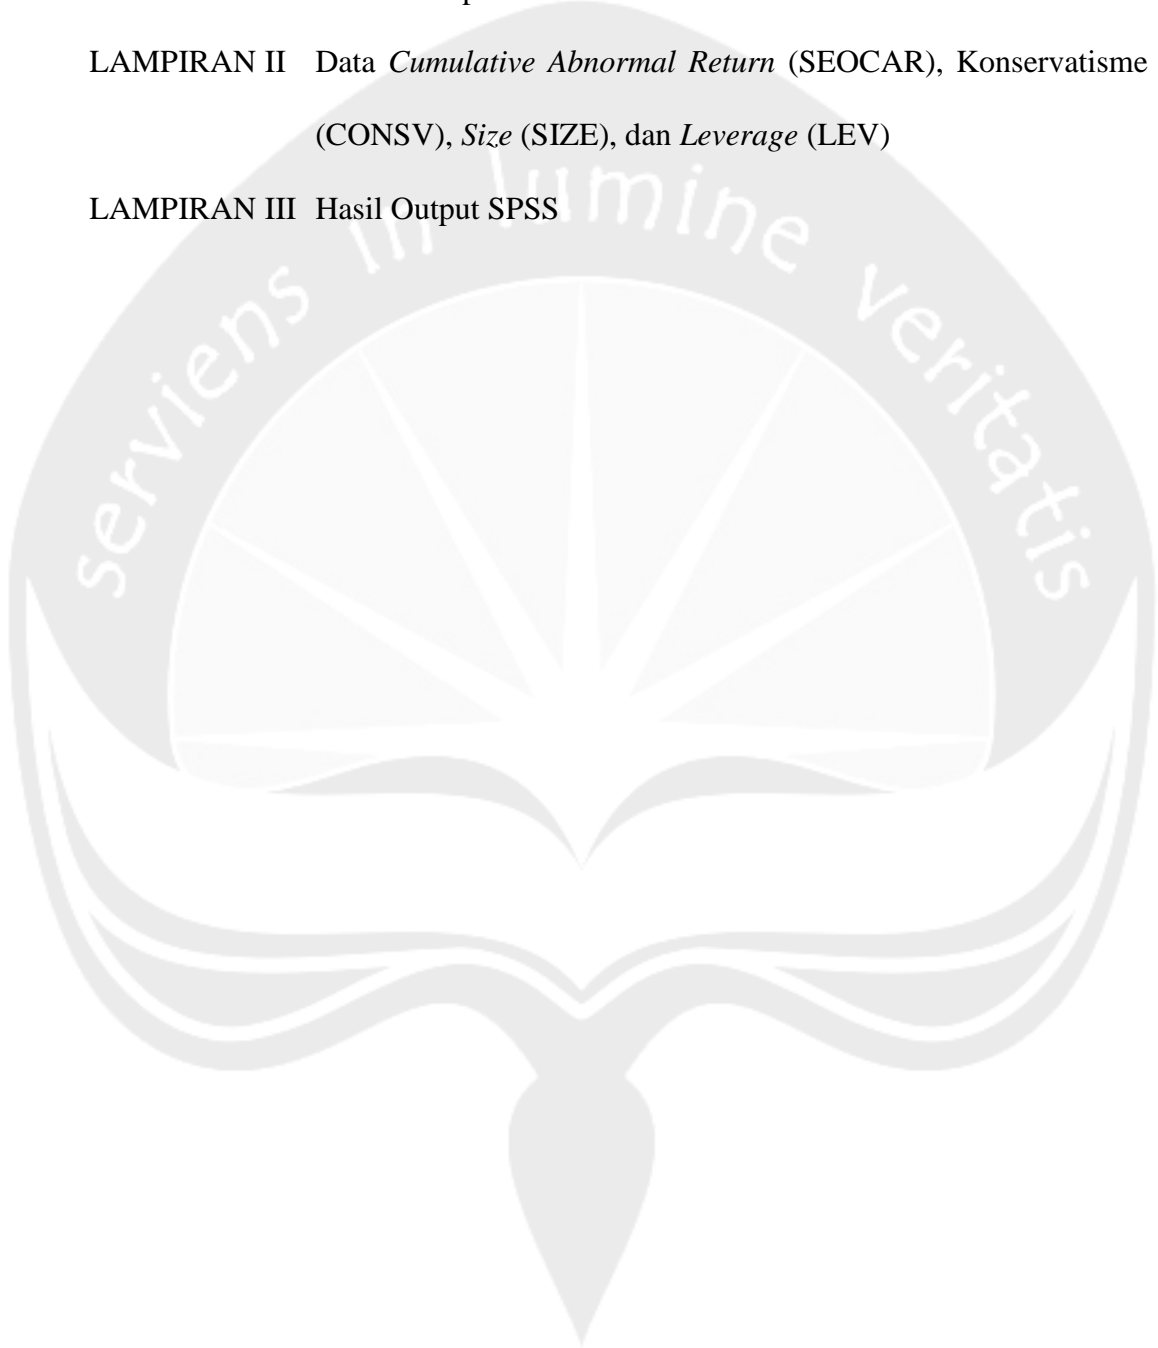 LAMPIRAN II Data Cumulative Abnormal Return (SEOCAR), Konservatisme
(CONSV), Size (SIZE), dan Leverage (LEV)
LAMPIRAN III Hasil Output SPSS
serviens in lumine veritatis